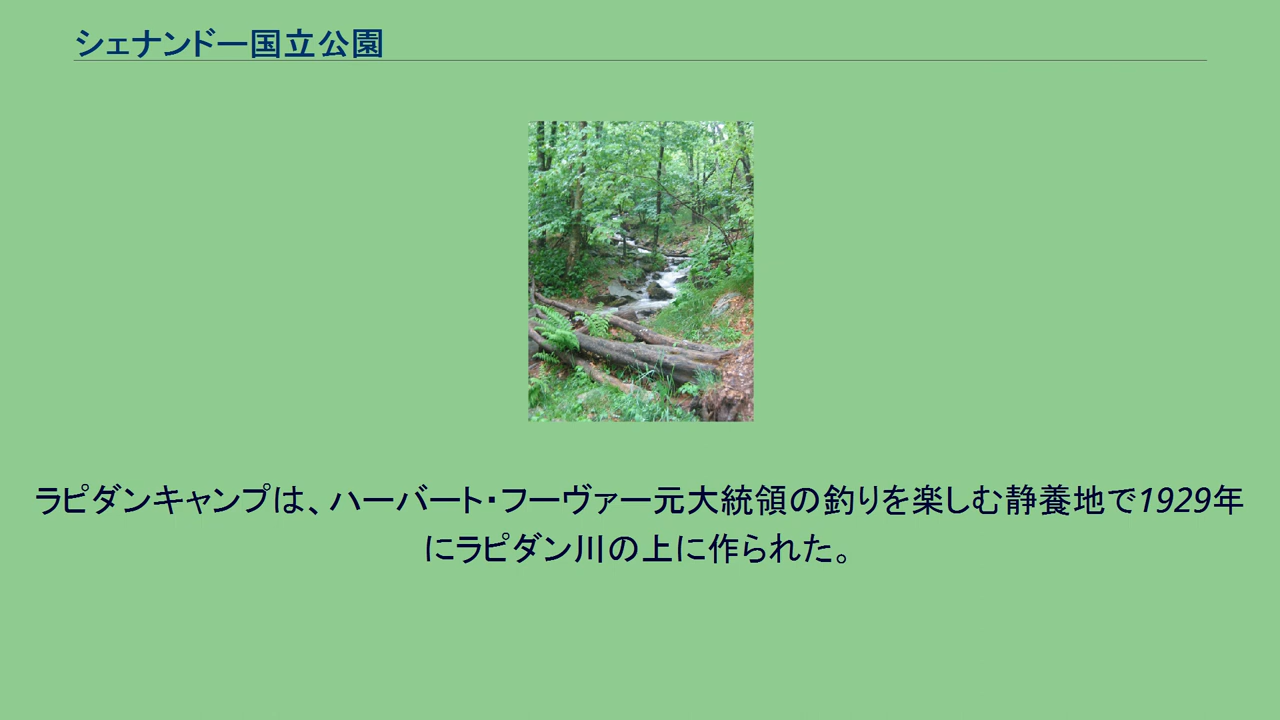 シェナンドー国立公園
ラピダンキャンプは、ハーバート・フーヴァー元大統領の釣りを楽しむ静養地で1929年
にラピダン川の上に作られた。